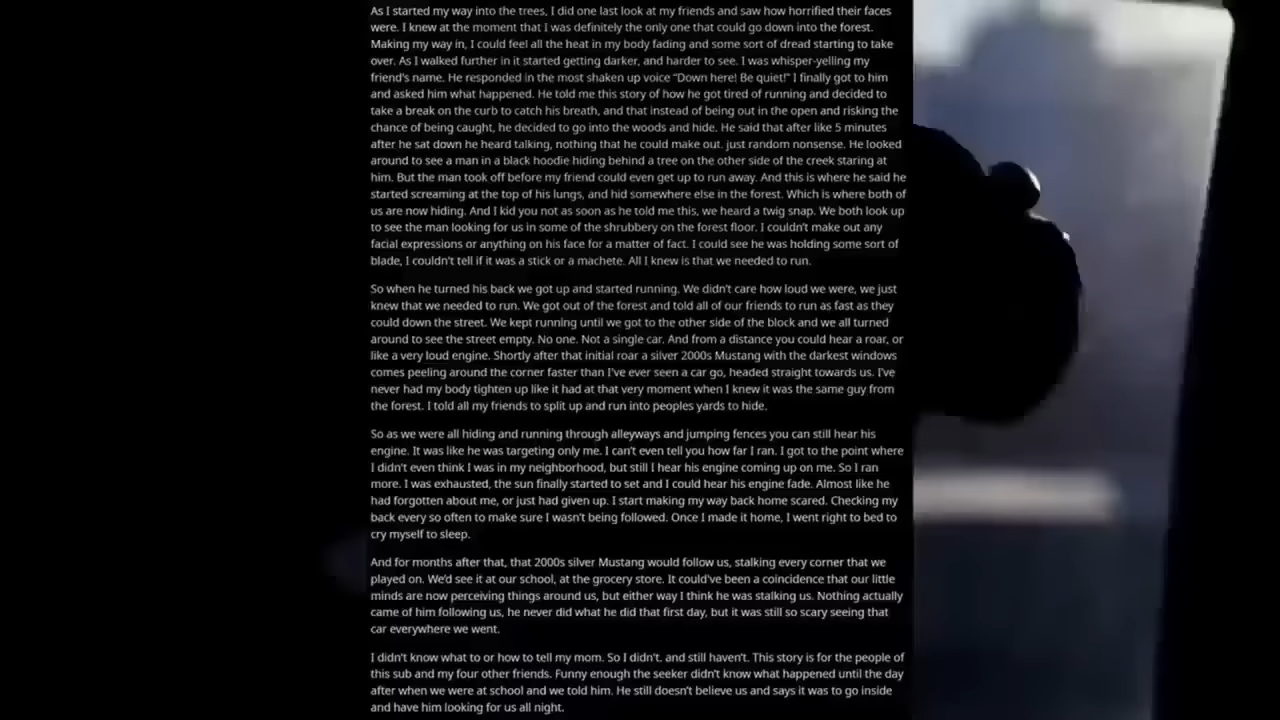 As I started my way into the trees, I did one last look at my friends and saw how horrified their faces
were. I knew at the moment that I was definitely the only one that could go down into the forest.
Making my way in, I could feel all the heat in my body fading and some sort of dread starting to take
over. As I walked further in it started getting darker, and harder to see. I was whisper-yelling my
friend's name. He responded in the most shaken up voice “Down here! Be quiet!” I finally got to him
and asked him what happened. He told me this story of how he got tired of running and decided to
take a break on the curb to catch his breath, and that instead of being out in the open and risking the
chance of being caught, he decided to go into the woods and hide. He said that after like 5 minutes
after he sat down he heard talking, nothing that he could make out. just random nonsense. He looked
around to see a man in a black hoodie hiding behind a tree on the other side of the creek staring at
him. But the man took off before my friend could even get up to run away. And this is where he said he
started screaming at the top of his lungs, and hid somewhere else in the forest. Which is where both of
us are now hiding. And I kid you not as soon as he told me this, we heard a twig snap. We both look up
to see the man looking for us in some of the shrubbery on the forest floor. I couldn’t make out any
facial expressions or anything on his face for a matter of fact. I could see he was holding some sort of
blade, I couldn’t tell if it was a stick or a machete. All I knew is that we needed to run.
So when he turned his back we got up and started running. We didn’t care how loud we were, we just
knew that we needed to run. We got out of the forest and told all of our friends to run as fast as they
could down the street. We kept running until we got to the other side of the block and we all turned
around to see the street empty. No one. Not a single car. And from a distance you could hear a roar, or
like a very loud engine. Shortly after that initial roar a silver 2000s Mustang with the darkest windows
comes peeling around the corner faster than I’ve ever seen a car go, headed straight towards us. I’ve
never had my body tighten up like it had at that very moment when I knew it was the same guy from
the forest. I told all my friends to split up and run into peoples yards to hide.
So as we were all hiding and running through alleyways and jumping fences you can still hear his
engine. It was like he was targeting only me. I can’t even tell you how far I ran. I got to the point where
I didn’t even think I was in my neighborhood, but still I hear his engine coming up on me. So I ran
more. I was exhausted, the sun finally started to set and I could hear his engine fade. Almost like he
had forgotten about me, or just had given up. I start making my way back home scared. Checking my
back every so often to make sure I wasn’t being followed. Once I made it home, I went right to bed to
cry myself to sleep.
And for months after that, that 2000s silver Mustang would follow us, stalking every corner that we
played on. We’d see it at our school, at the grocery store. It could’ve been a coincidence that our little
minds are now perceiving things around us, but either way I think he was stalking us. Nothing actually
came of him following us, he never did what he did that first day, but it was still so scary seeing that
car everywhere we went.
I didn’t know what to or how to tell my mom. So I didn’t. and still haven’t. This story is for the people of
this sub and my four other friends. Funny enough the seeker didn’t know what happened until the day
after when we were at school and we told him. He still doesn’t believe us and says it was to go inside
and have him looking for us all night.